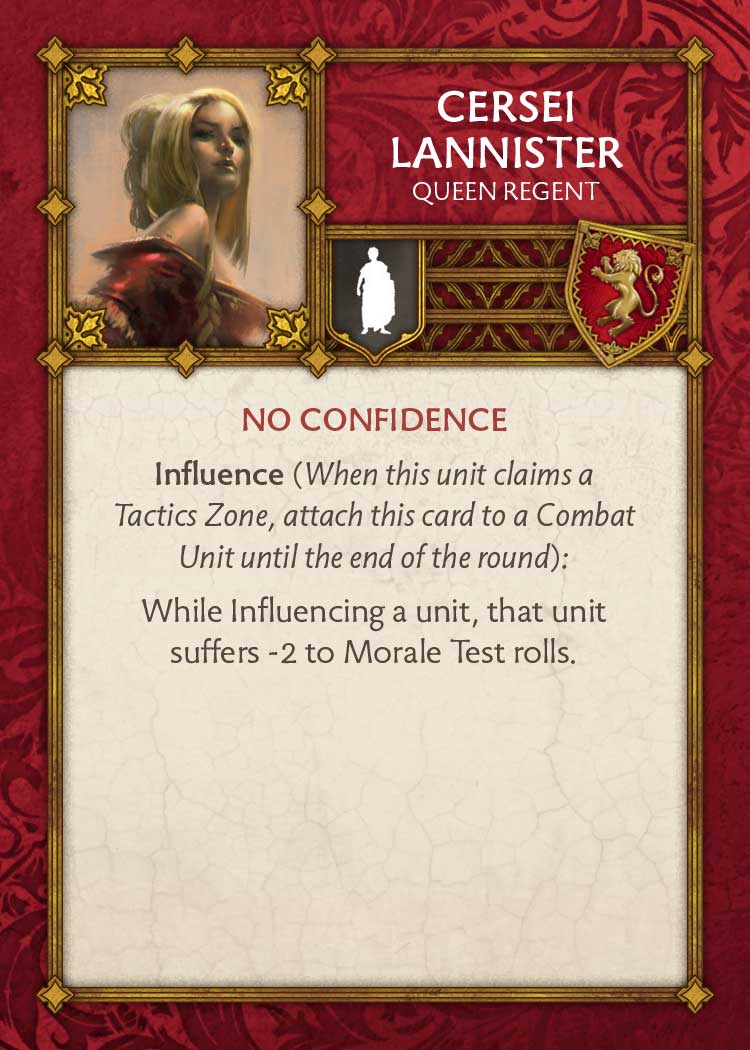 CERSEI
LANNISTER
QUEEN REGENT
NO CONFIDENCE
Influence (When this unit claims a
Tactics Zone, attach this card to a Combat
Unit until the end of the round):
While Influencing a unit, that unit
suffers -2 to Morale Test rolls.